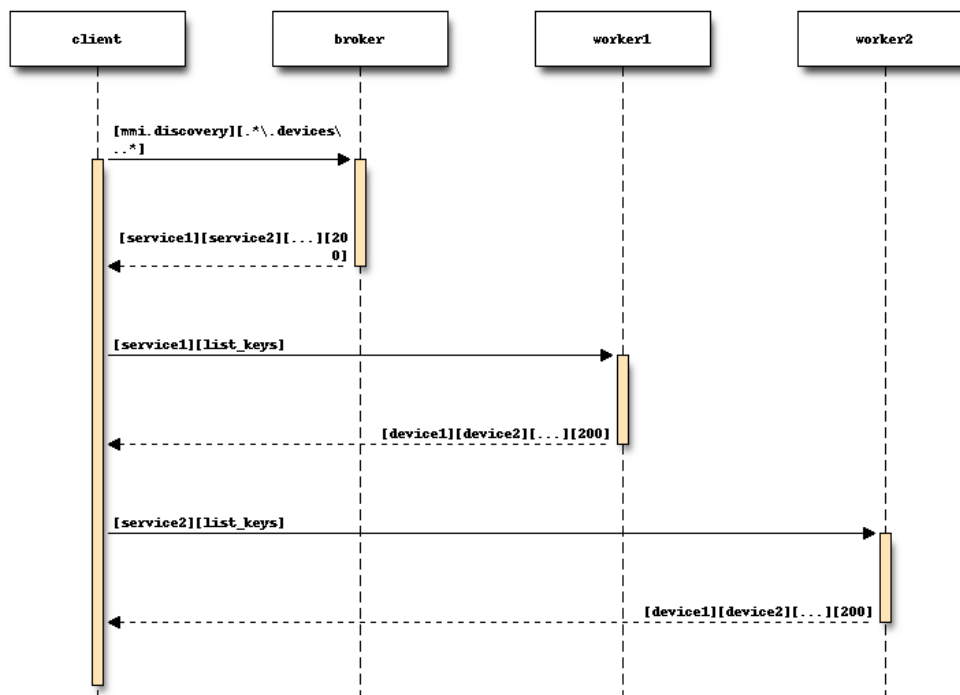 client
broker
worker1
worker2
[mmi.discovery][.*\.devices\
..*]
[service1][service2][...][20
0]
[service1][list_keys]
[device1][device2][...][200]
[service2][list_keys]
[device1][device2][...][200]